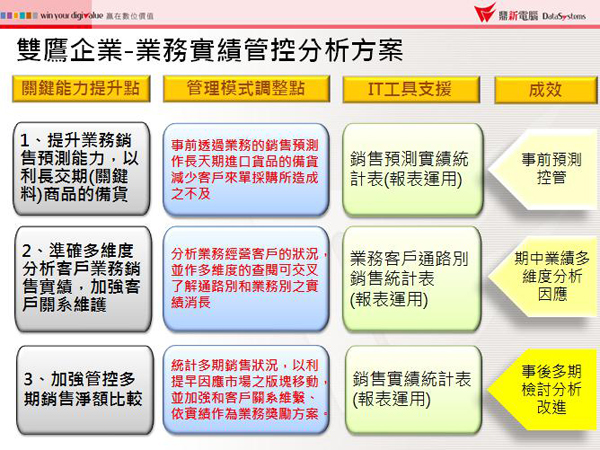 win your digivalue 贏在數位價值
鼎新電腦 DataSystems
雙鷹企業-業務實績管控分析方案
關鍵能力提升點
管理模式調整點
IT工具支援
成效
1、提升業務銷
售預測能力，以
利長交期(關鍵
料)商品的備貨
事前透過業務的銷售預測
作長天期進口貨品的備貨
減少客戶來單採購所造成
之不及
銷售預測實績統
計表(報表運用)
事前預測
控管
2、準確多維度
分析客戶業務銷
售實績，加強客
戶關系維護
分析業務經營客戶的狀況，
並作多維度的查閱可交叉
了解通路別和業務別之實
績消長
業務客戶通路別
銷售統計表
(報表運用)
期中業績多
維度分析
因應
3、加強管控多
期銷售淨額比較
統計多期銷售狀況，以利
提早因應市場之版塊移動，
並加強和客戶關系維繫、
依實績作為業務獎勵方案。
銷售實績統計表
(報表運用)
事後多期
檢討分析
改進